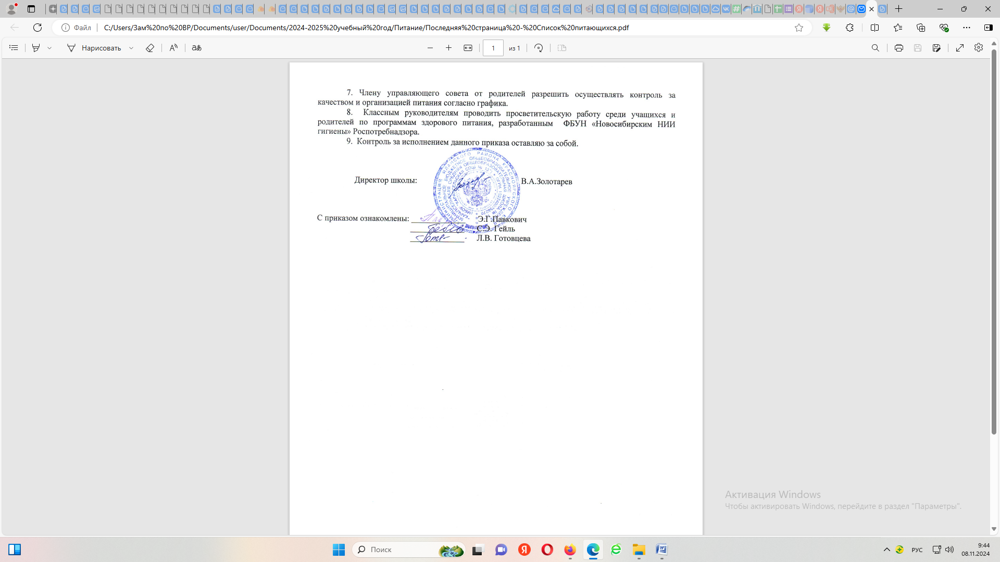 Файл
C:/Users/Зам%20по%20ВР/Documents/user/Documents/2024-2025%20учебный%20год/Питание/Последняя%20страница%20-%20Список%20питающихся.pdf
Нарисовать
1 из 1
7. Члену управляющего совета от родителей разрешить осуществлять контроль за
качеством и организацией питания согласно графика.
8. Классным руководителям проводить просветительскую работу среди учащихся и
родителей по программам здорового питания, разработанным ФБУН «Новосибирским НИИ
гигиены» Роспотребнадзора.
9. Контроль за исполнением данного приказа оставляю за собой.
Директор школы: В.А.Золотарев
С приказом ознакомлены: Э.Г.Павкович
С.Э. Гейль
Л.В. Готовцева
Активация Windows
Чтобы активировать Windows, перейдите в раздел "Параметры".
Поиск
РУС
9:44
08.11.2024